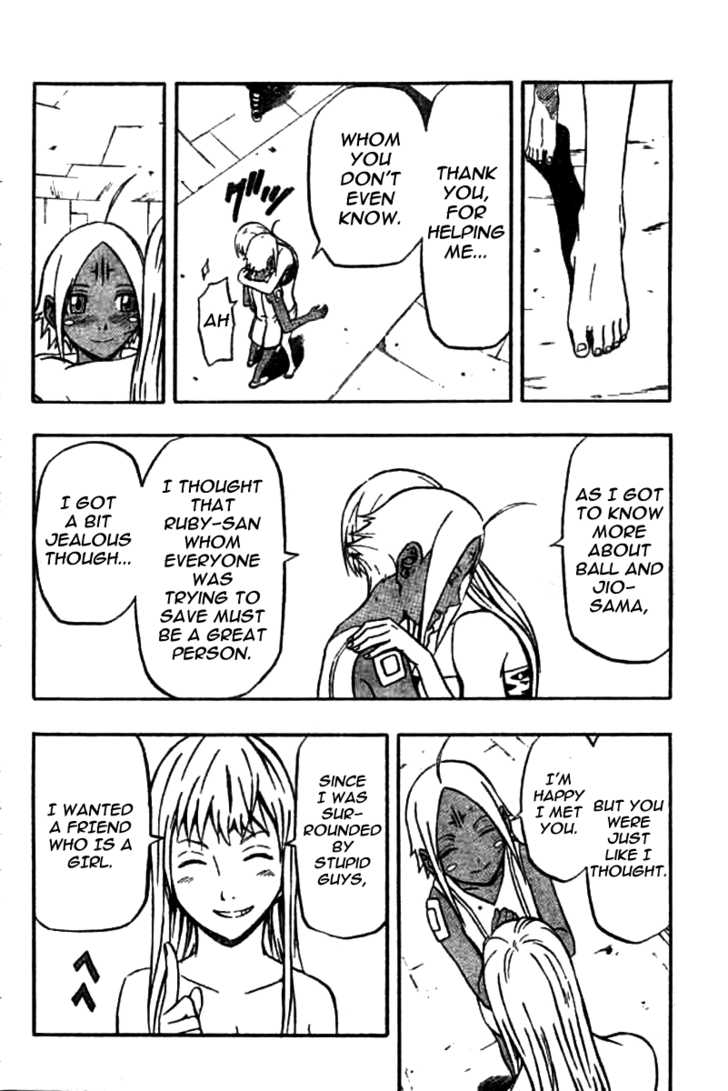 THANK
YOU,
FOR
HELPING
ME...
WHOM
YOU
DON'T
EVEN
KNOW.
AH
AS I GOT
TO KNOW
MORE
ABOUT
BALL AND
JIO-
SAMA,
I THOUGHT
THAT
RUBY-SAN
WHOM
EVERYONE
WAS
TRYING TO
SAVE MUST
BE A GREAT
PERSON.
I GOT
A BIT
JEALOUS
THOUGH...
BUT YOU
WERE
JUST
LIKE I
THOUGHT.
I'M
HAPPY
I MET
YOU.
SINCE
I WAS
SUR-
ROUNDED
BY
STUPID
GUYS,
I WANTED
A FRIEND
WHO IS A
GIRL.
へへ